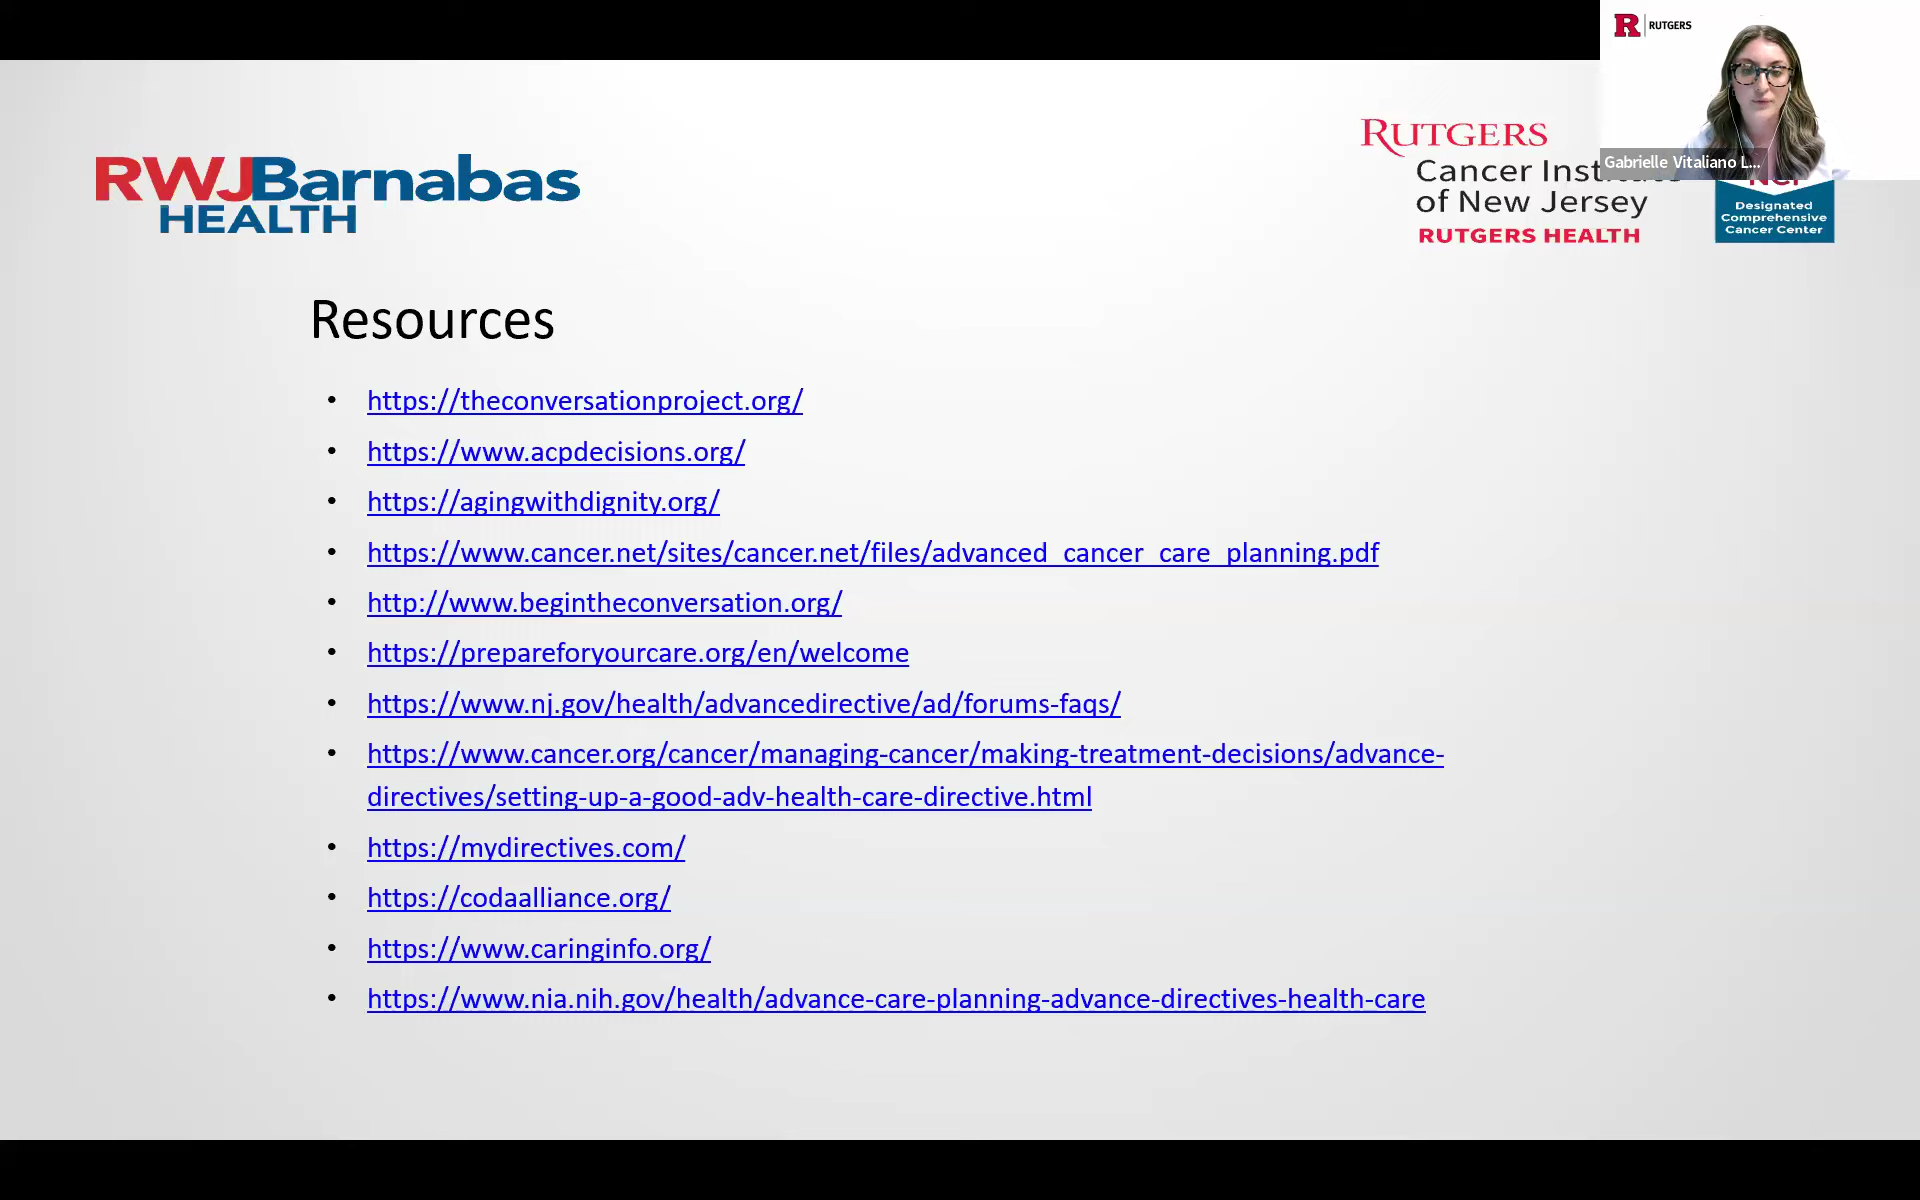 R RUTGERS
Gabrielle Vitaliano L...
RWJBarnabas
HEALTH
RUTGERS
Cancer Institute
of New Jersey
RUTGERS HEALTH
NCI
Designated
Comprehensive
Cancer Center
Resources
• https://theconversationproject.org/
• https://www.acpdecisions.org/
• https://agingwithdignity.org/
• https://www.cancer.net/sites/cancer.net/files/advanced_cancer_care_planning.pdf
• http://www.begintheconversation.org/
• https://prepareforyourcare.org/en/welcome
• https://www.nj.gov/health/advancedirective/ad/forums-faqs/
• https://www.cancer.org/cancer/managing-cancer/making-treatment-decisions/advance-
directives/setting-up-a-good-adv-health-care-directive.html
• https://mydirectives.com/
• https://codaalliance.org/
• https://www.caringinfo.org/
• https://www.nia.nih.gov/health/advance-care-planning-advance-directives-health-care